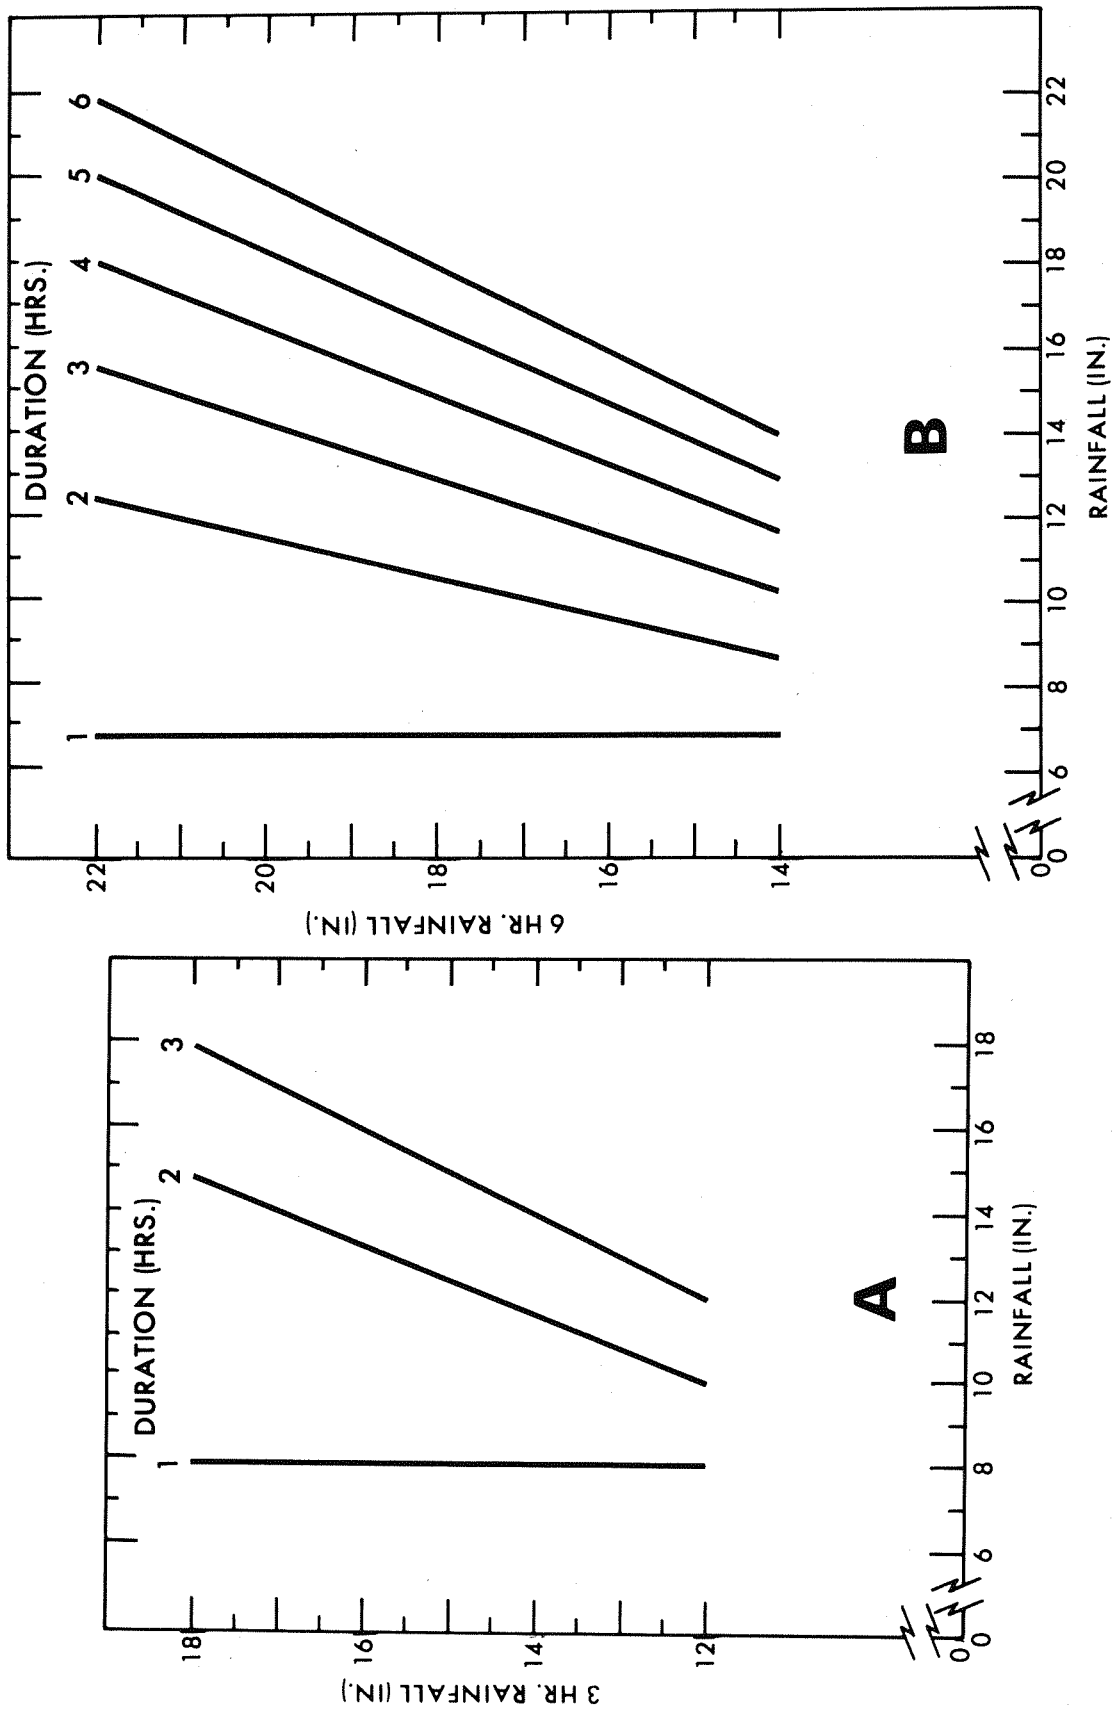 DURATION (HRS.)
1 2 3
3 HR. RAINFALL (IN.)
18
16
14
12
0
0 6 8 10 12 14 16 18
RAINFALL (IN.)
A
DURATION (HRS.)
1 2 3 4 5 6
6 HR. RAINFALL (IN.)
22
20
18
16
14
0
0 6 8 10 12 14 16 18 20 22
RAINFALL (IN.)
B